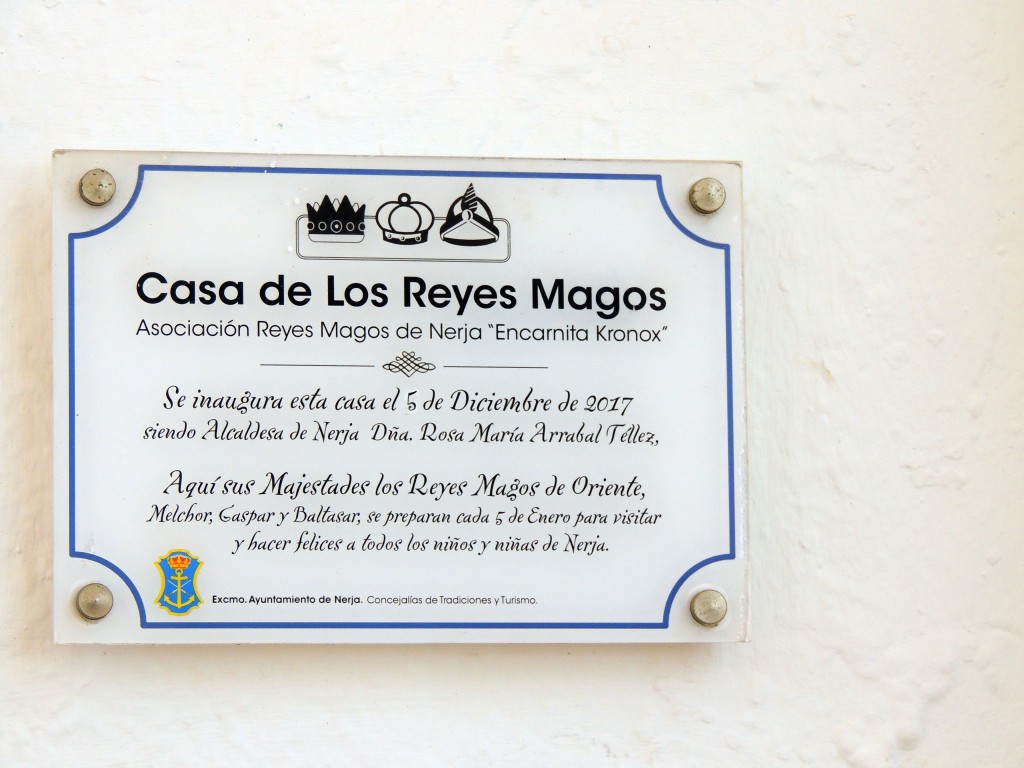 Casa de Los Reyes Magos
Asociación Reyes Magos de Nerja "Encarnita Kronox"
Se inaugura esta casa el 5 de Diciembre de 2017
siendo Alcaldesa de Nerja Dña. Rosa María Arrabal Téllez,
Aquí sus Majestades los Reyes Magos de Oriente,
Melchor, Gaspar y Baltasar, se preparan cada 5 de Enero para visitar
y hacer felices a todos los niños y niñas de Nerja.
Excmo. Ayuntamiento de Nerja. Concejalías de Tradiciones y Turismo.